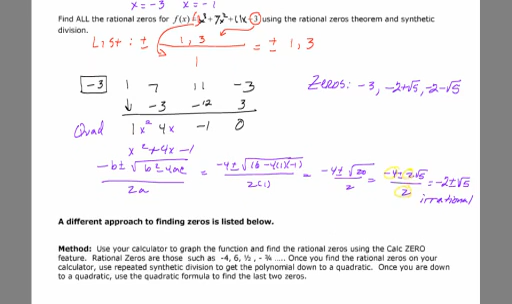 x = -3 x = -1
Find ALL the rational zeros for f(x) = x³ + 7x² + 11x - 3 using the rational zeros theorem and synthetic
division.
List : ± 1, 3 = ± 1, 3
1
-3 1 7 11 -3 Zeros: -3, -2+√5, -2-√5
↓ -3 -12 3
Quad 1x² 4x -1 0
x² + 4x - 1
-b ± √b² - 4ac = -4 ± √16 - 4(1)(-1) = -4 ± √20 = -4 ± 2√5 = -2 ± √5
2a 2(1) 2 2 irrational
A different approach to finding zeros is listed below.
Method: Use your calculator to graph the function and find the rational zeros using the Calc ZERO
feature. Rational Zeros are those such as -4, 6, ½ , - ¾ ..... Once you find the rational zeros on your
calculator, use repeated synthetic division to get the polynomial down to a quadratic. Once you are down
to a quadratic, use the quadratic formula to find the last two zeros.